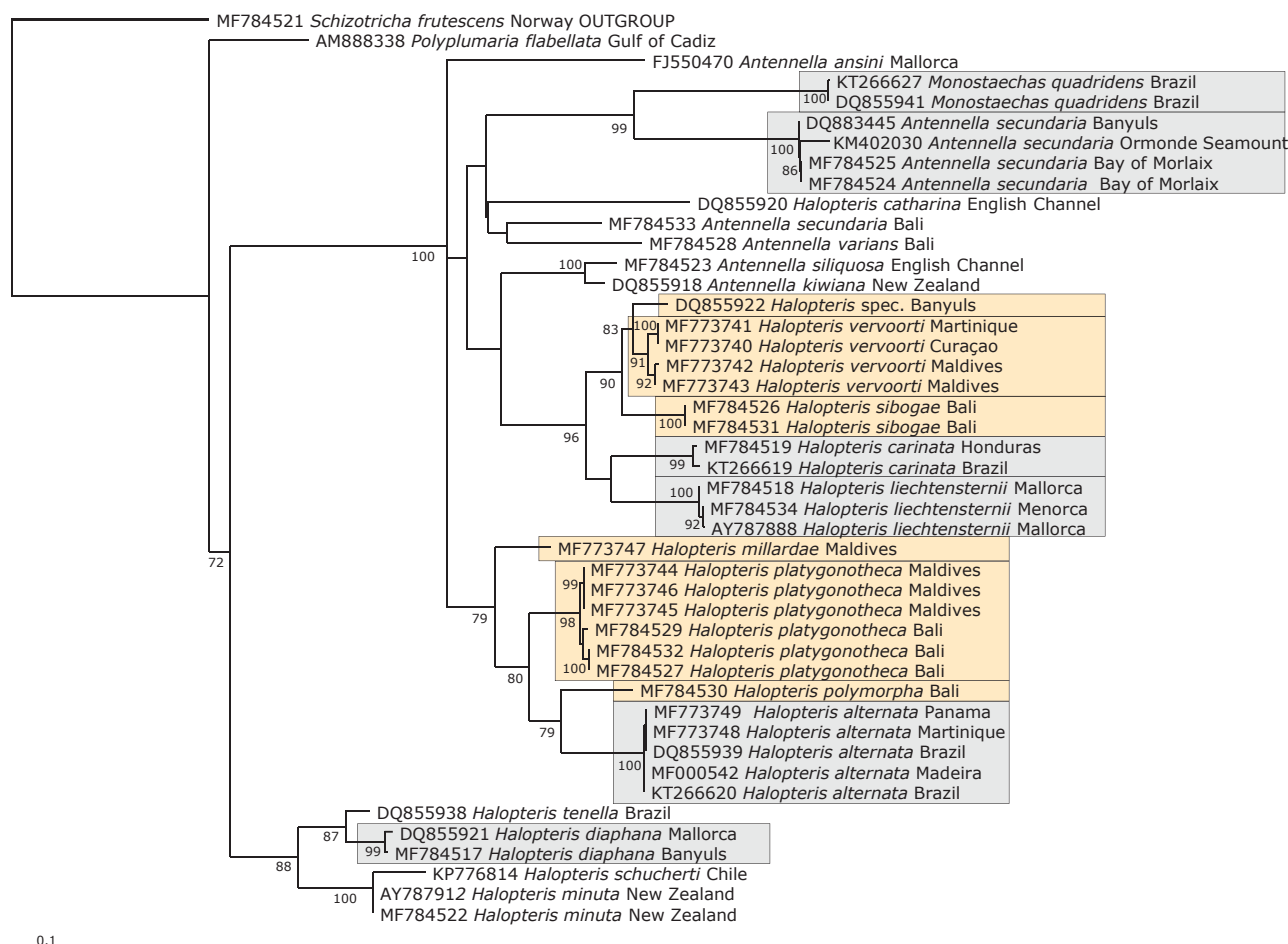 MF784521 Schizotricha frutescens Norway OUTGROUP
AM888338 Polyplumaria flabellata Gulf of Cadiz
FJ550470 Antennella ansini Mallorca
KT266627 Monostaechas quadridens Brazil
100
DQ855941 Monostaechas quadridens Brazil
99
DQ883445 Antennella secundaria Banyuls
100
KM402030 Antennella secundaria Ormonde Seamount
MF784525 Antennella secundaria Bay of Morlaix
86
MF784524 Antennella secundaria Bay of Morlaix
DQ855920 Halopteris catharina English Channel
MF784533 Antennella secundaria Bali
MF784528 Antennella varians Bali
100
100
MF784523 Antennella siliquosa English Channel
DQ855918 Antennella kiwiana New Zealand
DQ855922 Halopteris spec. Banyuls
83
100
MF773741 Halopteris vervoorti Martinique
MF773740 Halopteris vervoorti Curaçao
91
MF773742 Halopteris vervoorti Maldives
90
92
MF773743 Halopteris vervoorti Maldives
MF784526 Halopteris sibogae Bali
100
MF784531 Halopteris sibogae Bali
96
MF784519 Halopteris carinata Honduras
99
KT266619 Halopteris carinata Brazil
100
MF784518 Halopteris liechtensternii Mallorca
MF784534 Halopteris liechtensternii Menorca
92
AY787888 Halopteris liechtensternii Mallorca
72
MF773747 Halopteris millardae Maldives
MF773744 Halopteris platygonotheca Maldives
99
MF773746 Halopteris platygonotheca Maldives
MF773745 Halopteris platygonotheca Maldives
79
98
MF784529 Halopteris platygonotheca Bali
MF784532 Halopteris platygonotheca Bali
100
MF784527 Halopteris platygonotheca Bali
80
MF784530 Halopteris polymorpha Bali
MF773749 Halopteris alternata Panama
79
MF773748 Halopteris alternata Martinique
DQ855939 Halopteris alternata Brazil
100
MF000542 Halopteris alternata Madeira
KT266620 Halopteris alternata Brazil
DQ855938 Halopteris tenella Brazil
87
DQ855921 Halopteris diaphana Mallorca
99
MF784517 Halopteris diaphana Banyuls
88
KP776814 Halopteris schucherti Chile
100
AY787912 Halopteris minuta New Zealand
MF784522 Halopteris minuta New Zealand
0.1